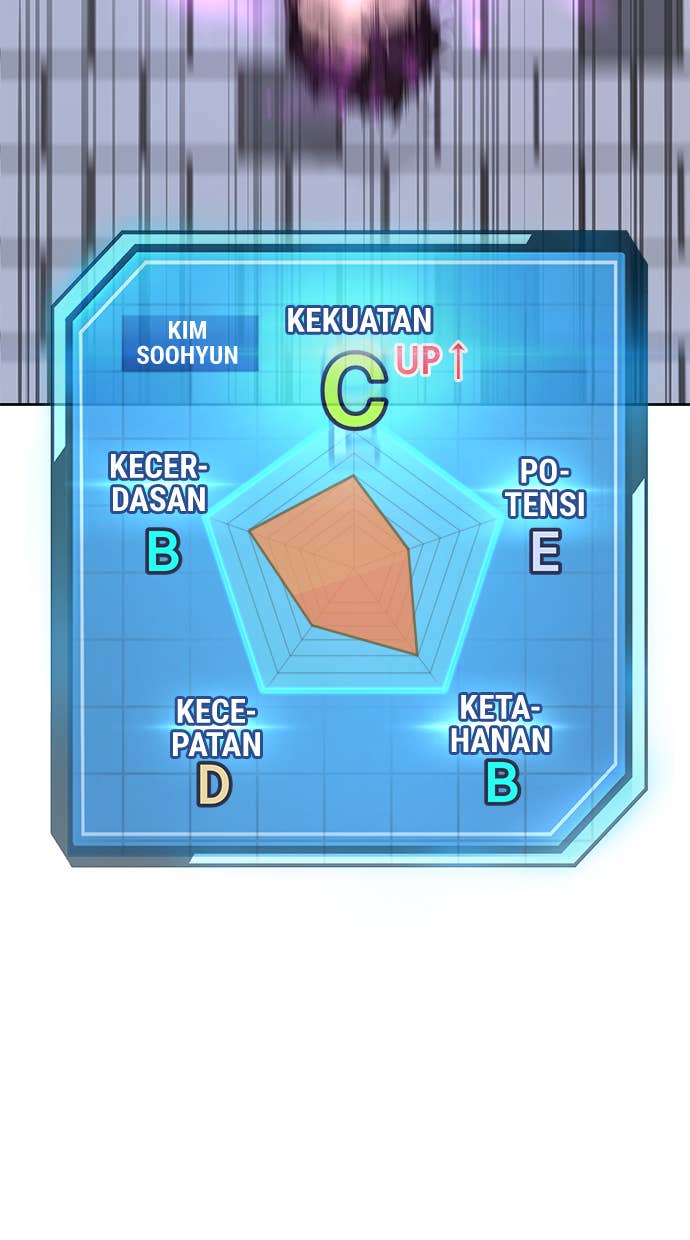 KIM
SOOHYUN
KEKUATAN
C UP↑
KECER-
DASAN
B
PO-
TENSI
E
KECE-
PATAN
D
KETA-
HANAN
B